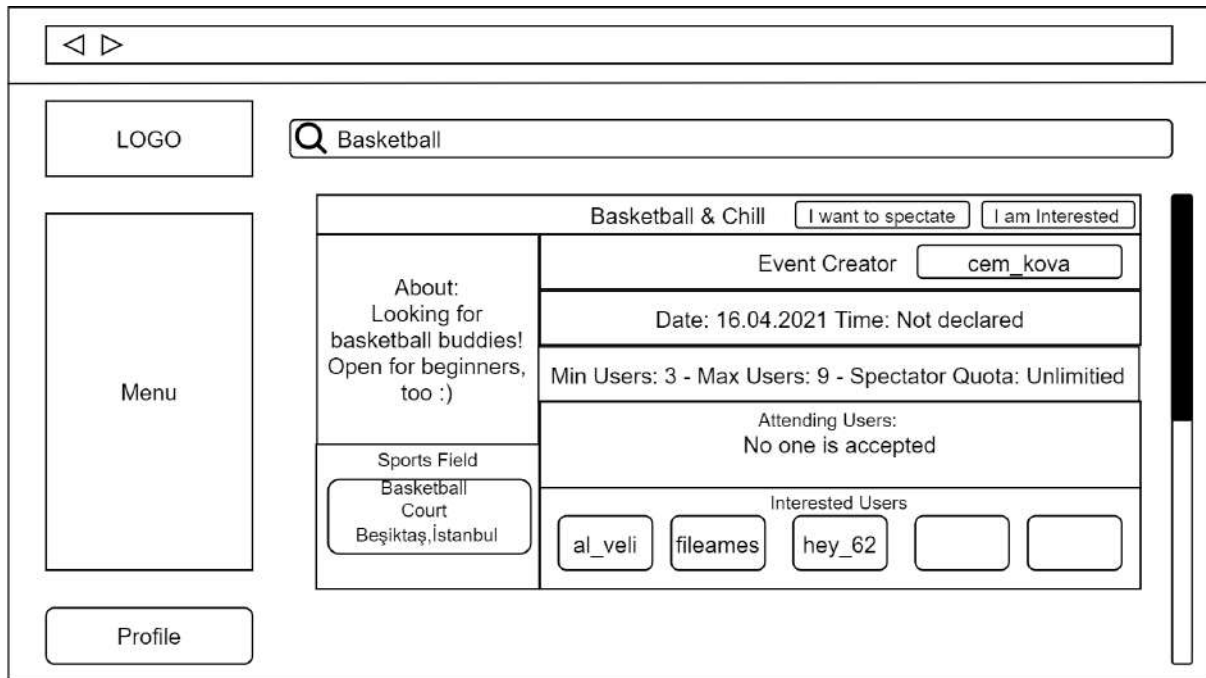 LOGO
Basketball
Menu
Profile
Basketball & Chill
I want to spectate
I am Interested
About:
Looking for
basketball buddies!
Open for beginners,
too :)
Sports Field
Basketball
Court
Beşiktaş,İstanbul
Event Creator
cem_kova
Date: 16.04.2021 Time: Not declared
Min Users: 3 - Max Users: 9 - Spectator Quota: Unlimitied
Attending Users:
No one is accepted
Interested Users
al_veli
fileames
hey_62